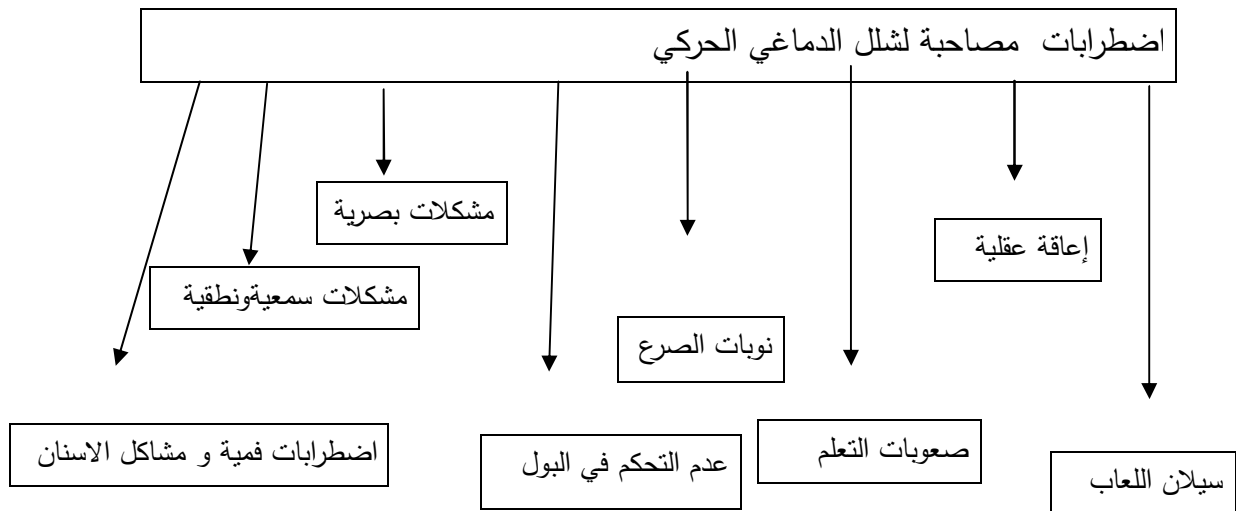 اضطرابات مصاحبة لشلل الدماغي الحركي
مشكلات بصرية
إعاقة عقلية
مشكلات سمعيةونطقية
نوبات الصرع
اضطرابات فمية و مشاكل الاسنان
عدم التحكم في البول
صعوبات التعلم
سيلان اللعاب